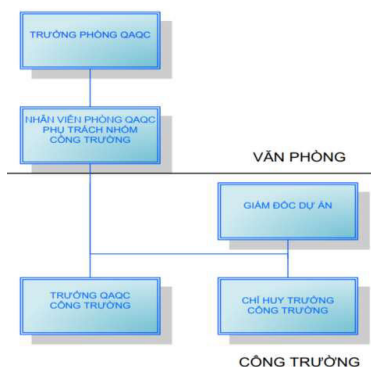 TRƯỞNG PHÒNG QAQC
NHÂN VIÊN PHÒNG QAQC
PHỤ TRÁCH NHÓM
CÔNG TRƯỜNG
VĂN PHÒNG
GIÁM ĐỐC DỰ ÁN
TRƯỞNG QAQC
CÔNG TRƯỜNG
CHỈ HUY TRƯỞNG
CÔNG TRƯỜNG
CÔNG TRƯỜNG